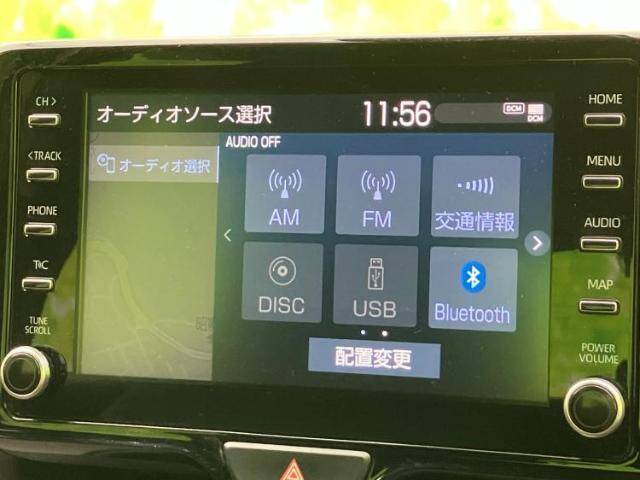 CH >
< TRACK
PHONE
T\C
TUNE
SCROLL
オーディオソース選択
11:56
DCM
DCM
AUDIO OFF
オーディオ選択
AM
FM
交通情報
DISC
USB
Bluetooth
配置変更
HOME
MENU
AUDIO
MAP
POWER
VOLUME